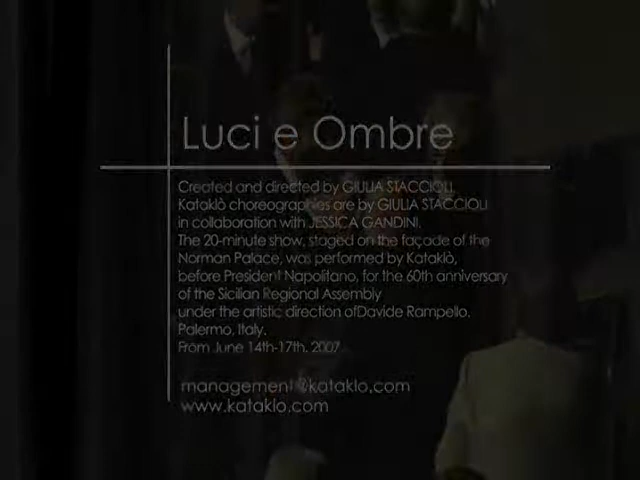 Luci e Ombre
Created and directed by GIULIA STACCIOLI.
Kataklò choreographies are by GIULIA STACCIOLI
in collaboration with JESSICA GANDINI.
The 20-minute show, staged on the façade of the
Norman Palace, was performed by Kataklò,
before President Napolitano, for the 60th anniversary
of the Sicilian Regional Assembly
under the artistic direction ofDavide Rampello.
Palermo, Italy.
From June 14th-17th, 2007
management@kataklo.com
www.kataklo.com